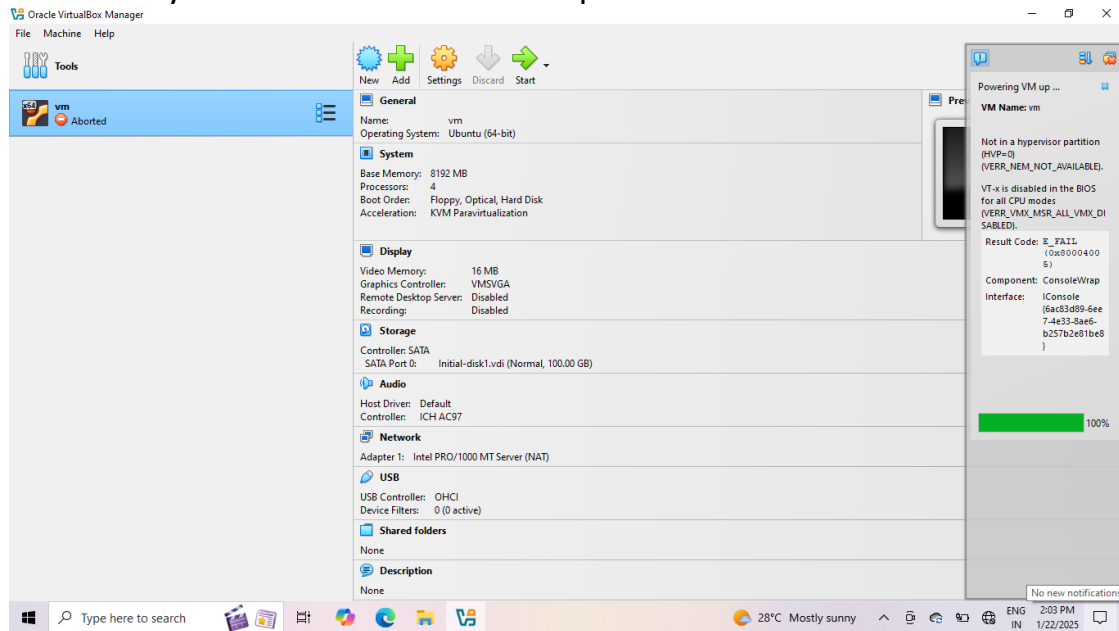 Oracle VirtualBox Manager
File Machine Help
Tools
New Add Settings Discard Start
vm
Aborted
General
Name: vm
Operating System: Ubuntu (64-bit)
System
Base Memory: 8192 MB
Processors: 4
Boot Order: Floppy, Optical, Hard Disk
Acceleration: KVM Paravirtualization
Display
Video Memory: 16 MB
Graphics Controller: VMSVGA
Remote Desktop Server: Disabled
Recording: Disabled
Storage
Controller: SATA
SATA Port 0: Initial-disk1.vdi (Normal, 100.00 GB)
Audio
Host Driver: Default
Controller: ICH AC97
Network
Adapter 1: Intel PRO/1000 MT Server (NAT)
USB
USB Controller: OHCI
Device Filters: 0 (0 active)
Shared folders
None
Description
None
Pre
Powering VM up ...
VM Name: vm
Not in a hypervisor partition
(HVP=0)
(VERR_NEM_NOT_AVAILABLE).
VT-x is disabled in the BIOS
for all CPU modes
(VERR_VMX_MSR_ALL_VMX_DI
SABLED).
Result Code: E_FAIL
(0x8000400
5)
Component: ConsoleWrap
Interface: IConsole
{6ac83d89-6ee
7-4e33-8ae6-
b257b2e81be8
}
100%
No new notifications
Type here to search
28°C Mostly sunny
ENG
IN
2:03 PM
1/22/2025